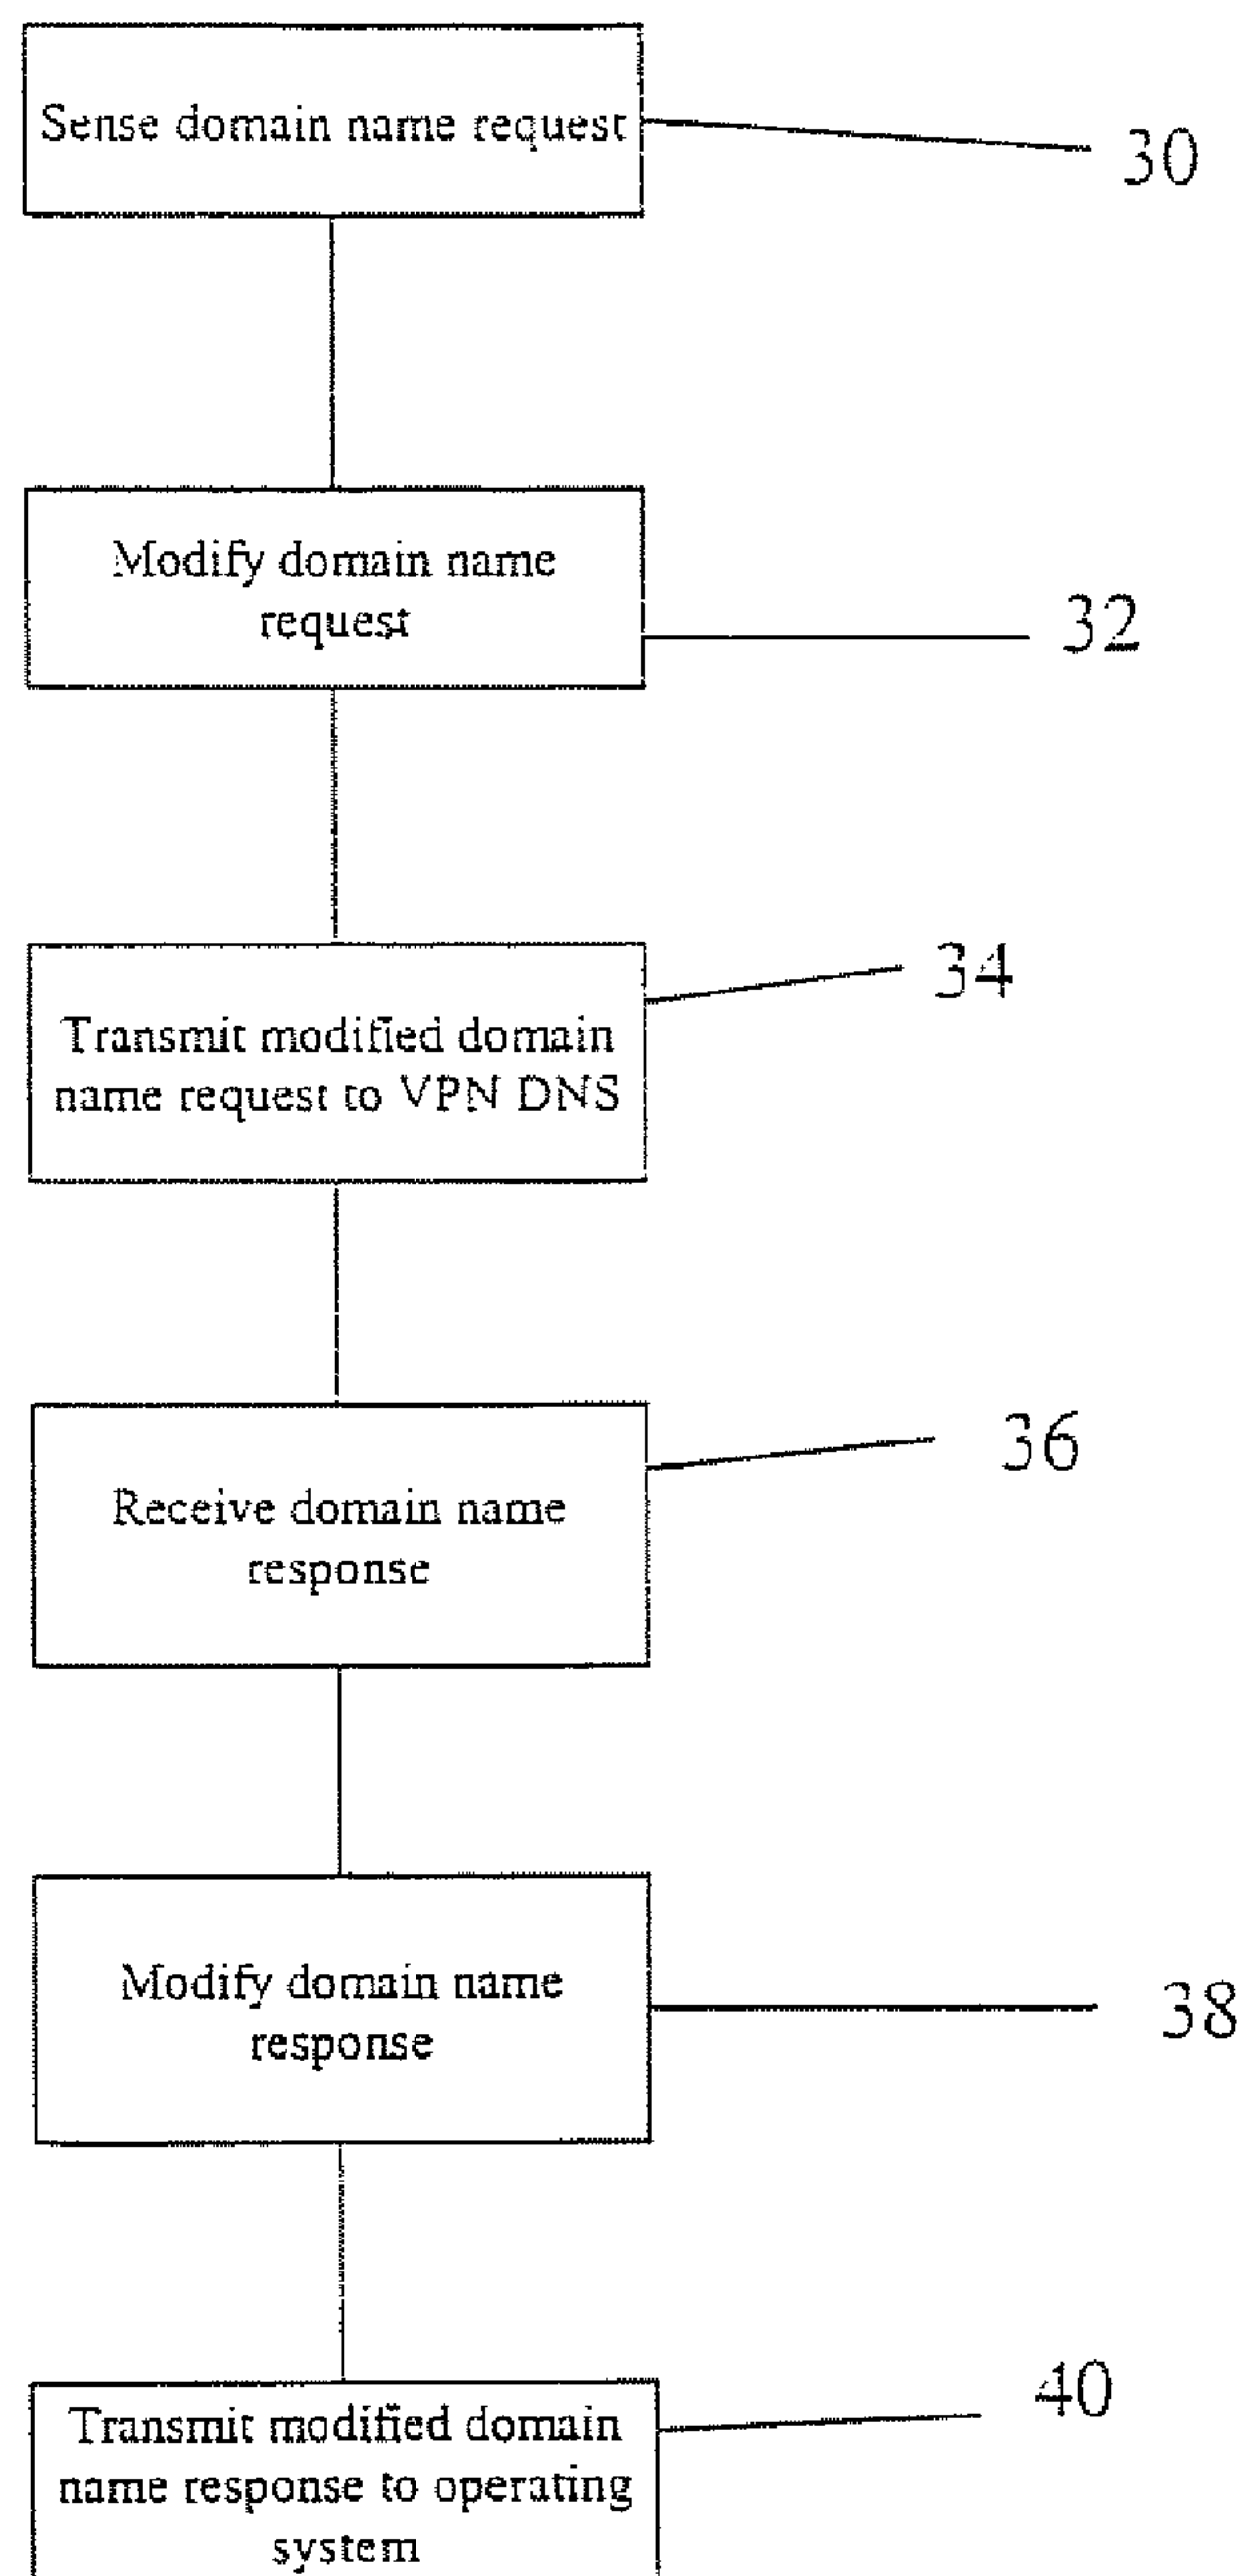 Sense domain name request
30
Modify domain name
request
32
34
Transmit modified domain
name request to VPN DNS
36
Receive domain name
response
Modify domain name
response
38
40
Transmit modified domain
name response to operating
system